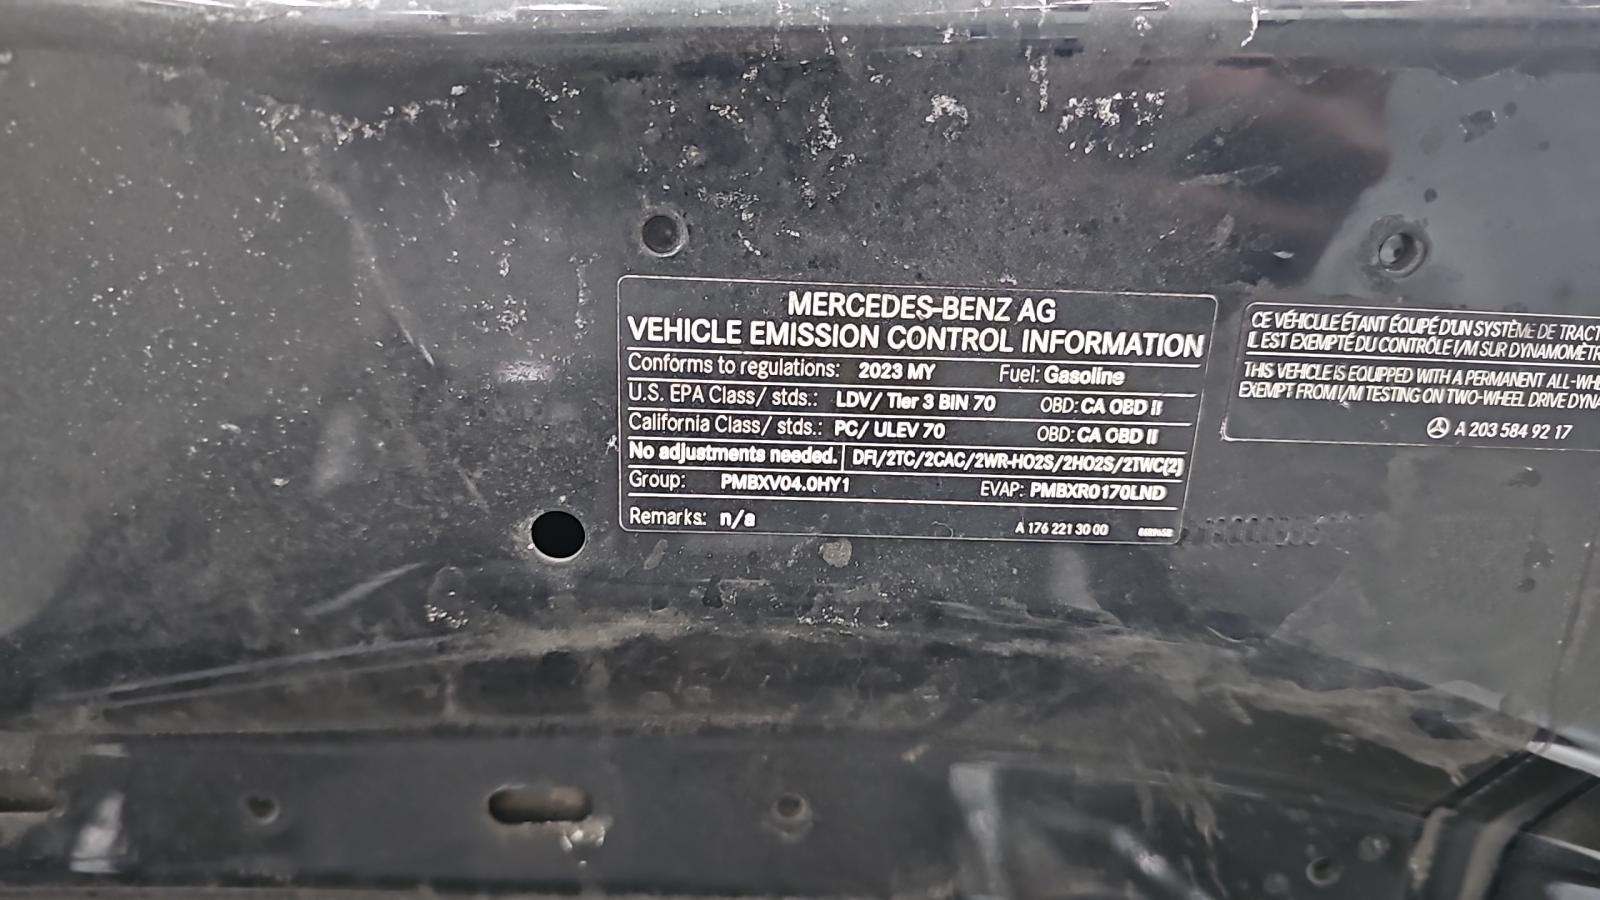 MERCEDES-BENZ AG
VEHICLE EMISSION CONTROL INFORMATION
Conforms to regulations: 2023 MY Fuel: Gasoline
U.S. EPA Class/ stds.: LDV/ Tier 3 BIN 70 OBD: CA OBD II
California Class/ stds.: PC/ ULEV 70 OBD: CA OBD II
No adjustments needed. DFI/2TC/2CAC/2WR-HO2S/2HO2S/2TWC(2)
Group: PMBXV04.0HY1 EVAP: PMBXR0170LND
Remarks: n/a A 176 221 30 00
CE VÉHICULE ÉTANT ÉQUIPÉ D'UN SYSTÈME DE TRACT
IL EST EXEMPTÉ DU CONTRÔLE I/M SUR DYNAMOMÈTR
THIS VEHICLE IS EQUIPPED WITH A PERMANENT ALL-WHE
EXEMPT FROM I/M TESTING ON TWO-WHEEL DRIVE DYNA
A 203 584 92 17